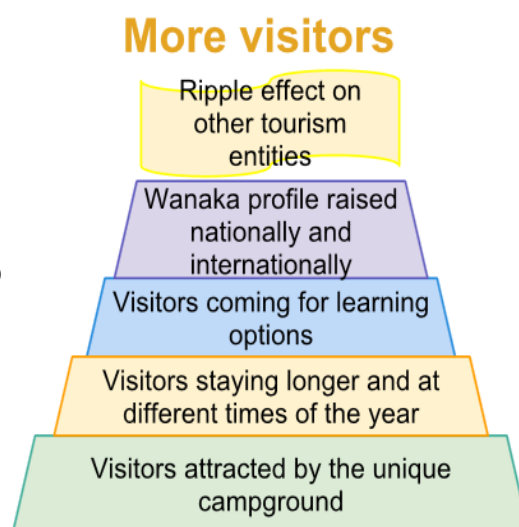 More visitors
Ripple effect on
other tourism
entities
Wanaka profile raised
nationally and
internationally
Visitors coming for learning
options
Visitors staying longer and at
different times of the year
Visitors attracted by the unique
campground